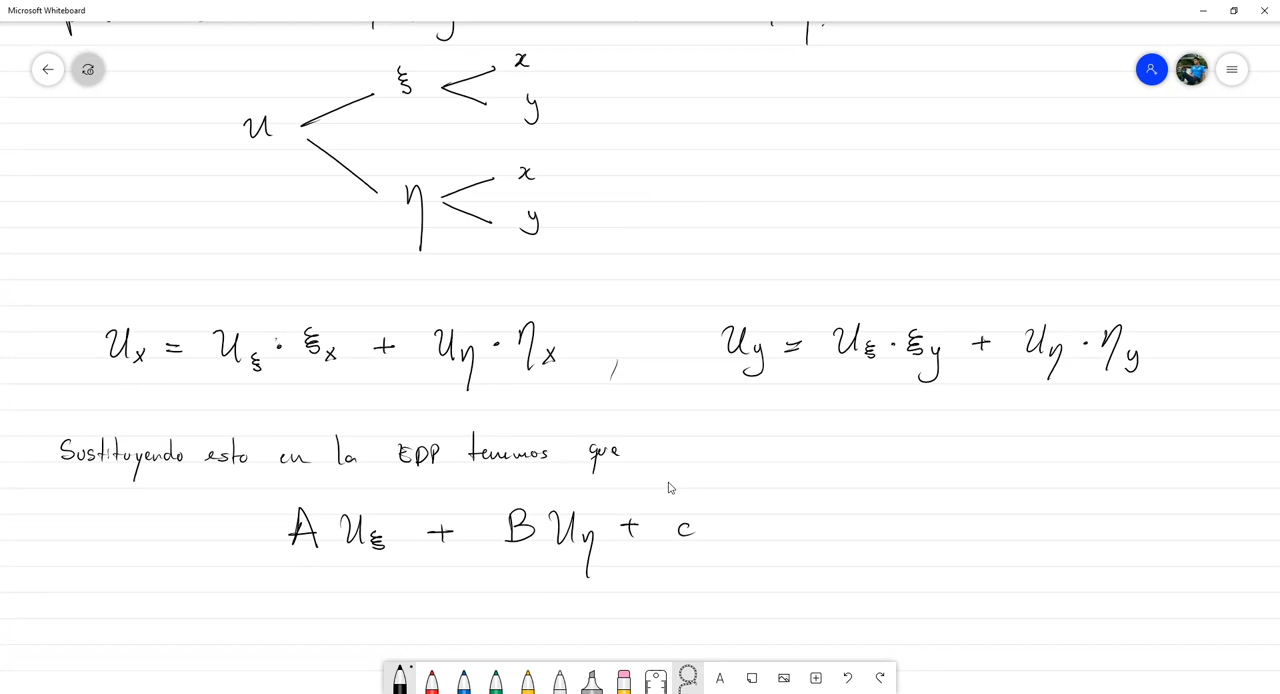 Microsoft Whiteboard
x
ξ
y
u
x
η
y
u_x = u_ξ · ξ_x + u_η · η_x , u_y = u_ξ · ξ_y + u_η · η_y
Sustituyendo esto en la EDP tenemos que
A u_ξ + B u_η + c
A